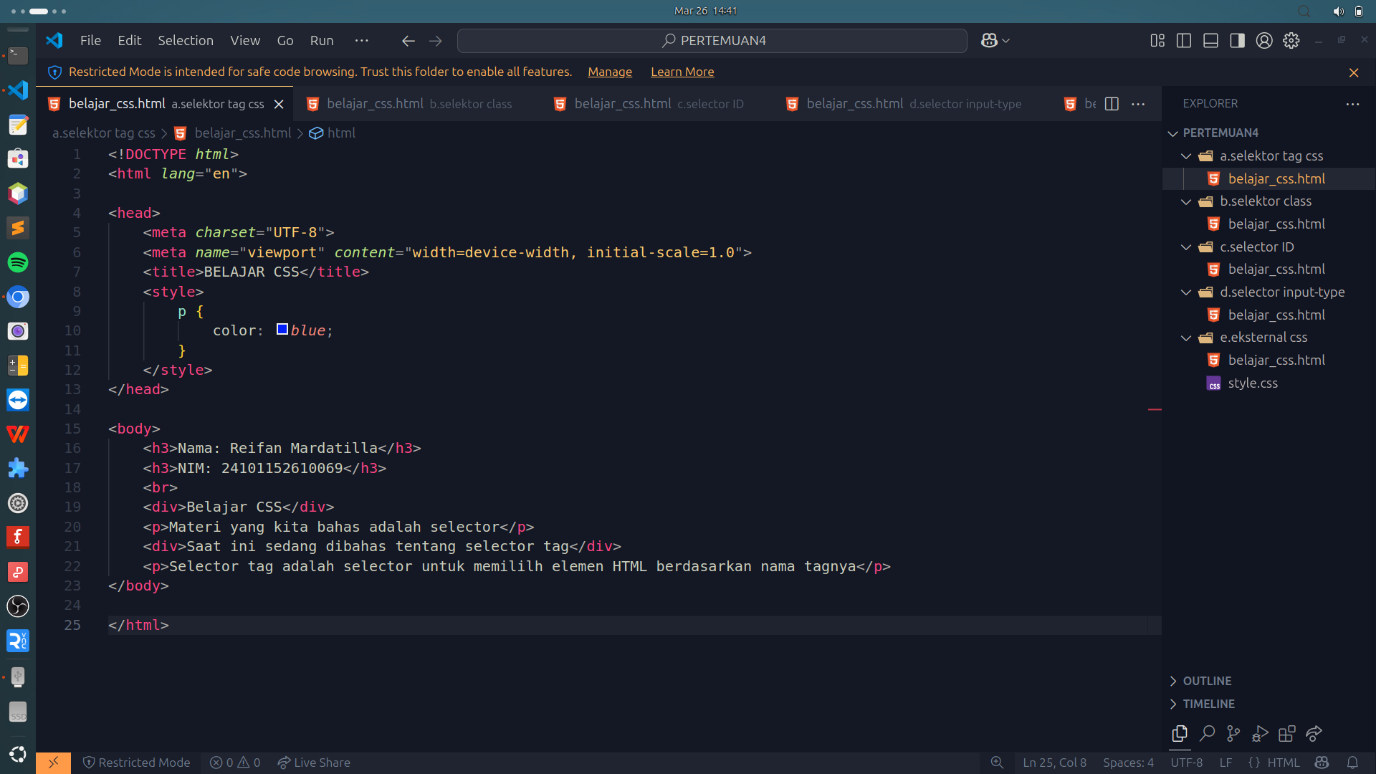 Mar 26 14:41
File Edit Selection View Go Run
PERTEMUAN4
Restricted Mode is intended for safe code browsing. Trust this folder to enable all features. Manage Learn More
belajar_css.html a.selektor tag css
belajar_css.html b.selektor class
belajar_css.html c.selector ID
belajar_css.html d.selector input-type
be
a.selektor tag css > belajar_css.html > html
1 <!DOCTYPE html>
2 <html lang="en">
3
4 <head>
5 <meta charset="UTF-8">
6 <meta name="viewport" content="width=device-width, initial-scale=1.0">
7 <title>BELAJAR CSS</title>
8 <style>
9 p {
10 color: blue;
11 }
12 </style>
13 </head>
14
15 <body>
16 <h3>Nama: Reifan Mardatilla</h3>
17 <h3>NIM: 24101152610069</h3>
18 <br>
19 <div>Belajar CSS</div>
20 <p>Materi yang kita bahas adalah selector</p>
21 <div>Saat ini sedang dibahas tentang selector tag</div>
22 <p>Selector tag adalah selector untuk memililh elemen HTML berdasarkan nama tagnya</p>
23 </body>
24
25 </html>
EXPLORER
PERTEMUAN4
a.selektor tag css
belajar_css.html
b.selektor class
belajar_css.html
c.selector ID
belajar_css.html
d.selector input-type
belajar_css.html
e.eksternal css
belajar_css.html
style.css
OUTLINE
TIMELINE
Restricted Mode 0 0 Live Share
Ln 25, Col 8 Spaces: 4 UTF-8 LF {} HTML